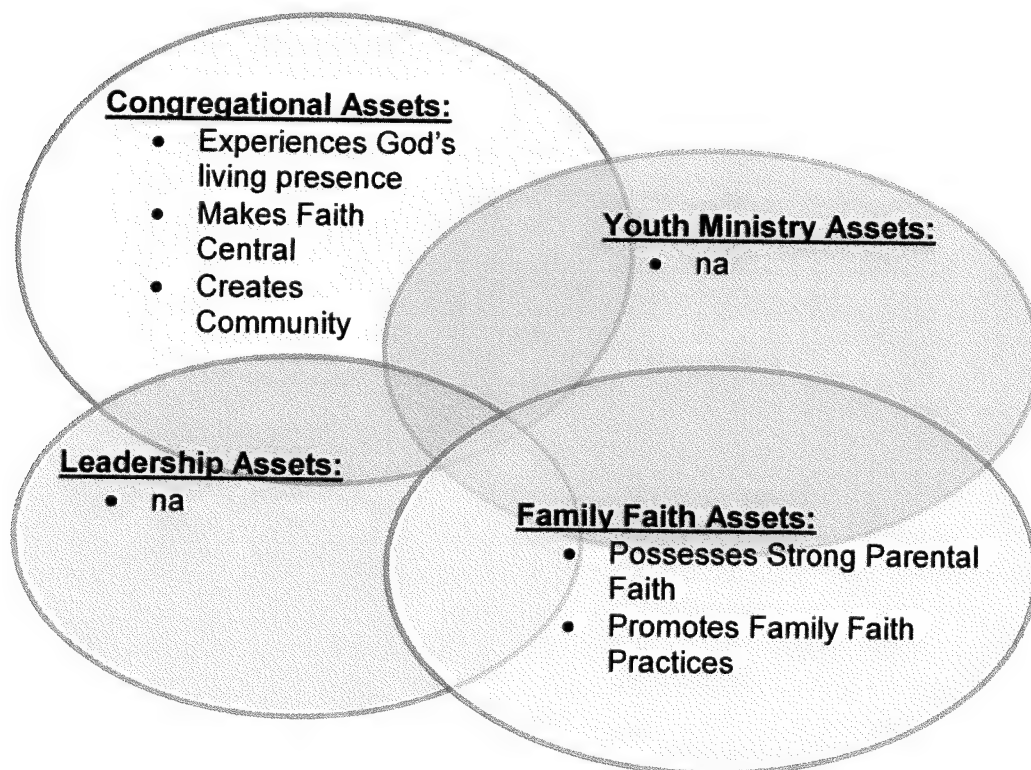 Congregational Assets:
• Experiences God's
living presence
• Makes Faith
Central
• Creates
Community
Youth Ministry Assets:
• na
Leadership Assets:
• na
Family Faith Assets:
• Possesses Strong Parental
Faith
• Promotes Family Faith
Practices